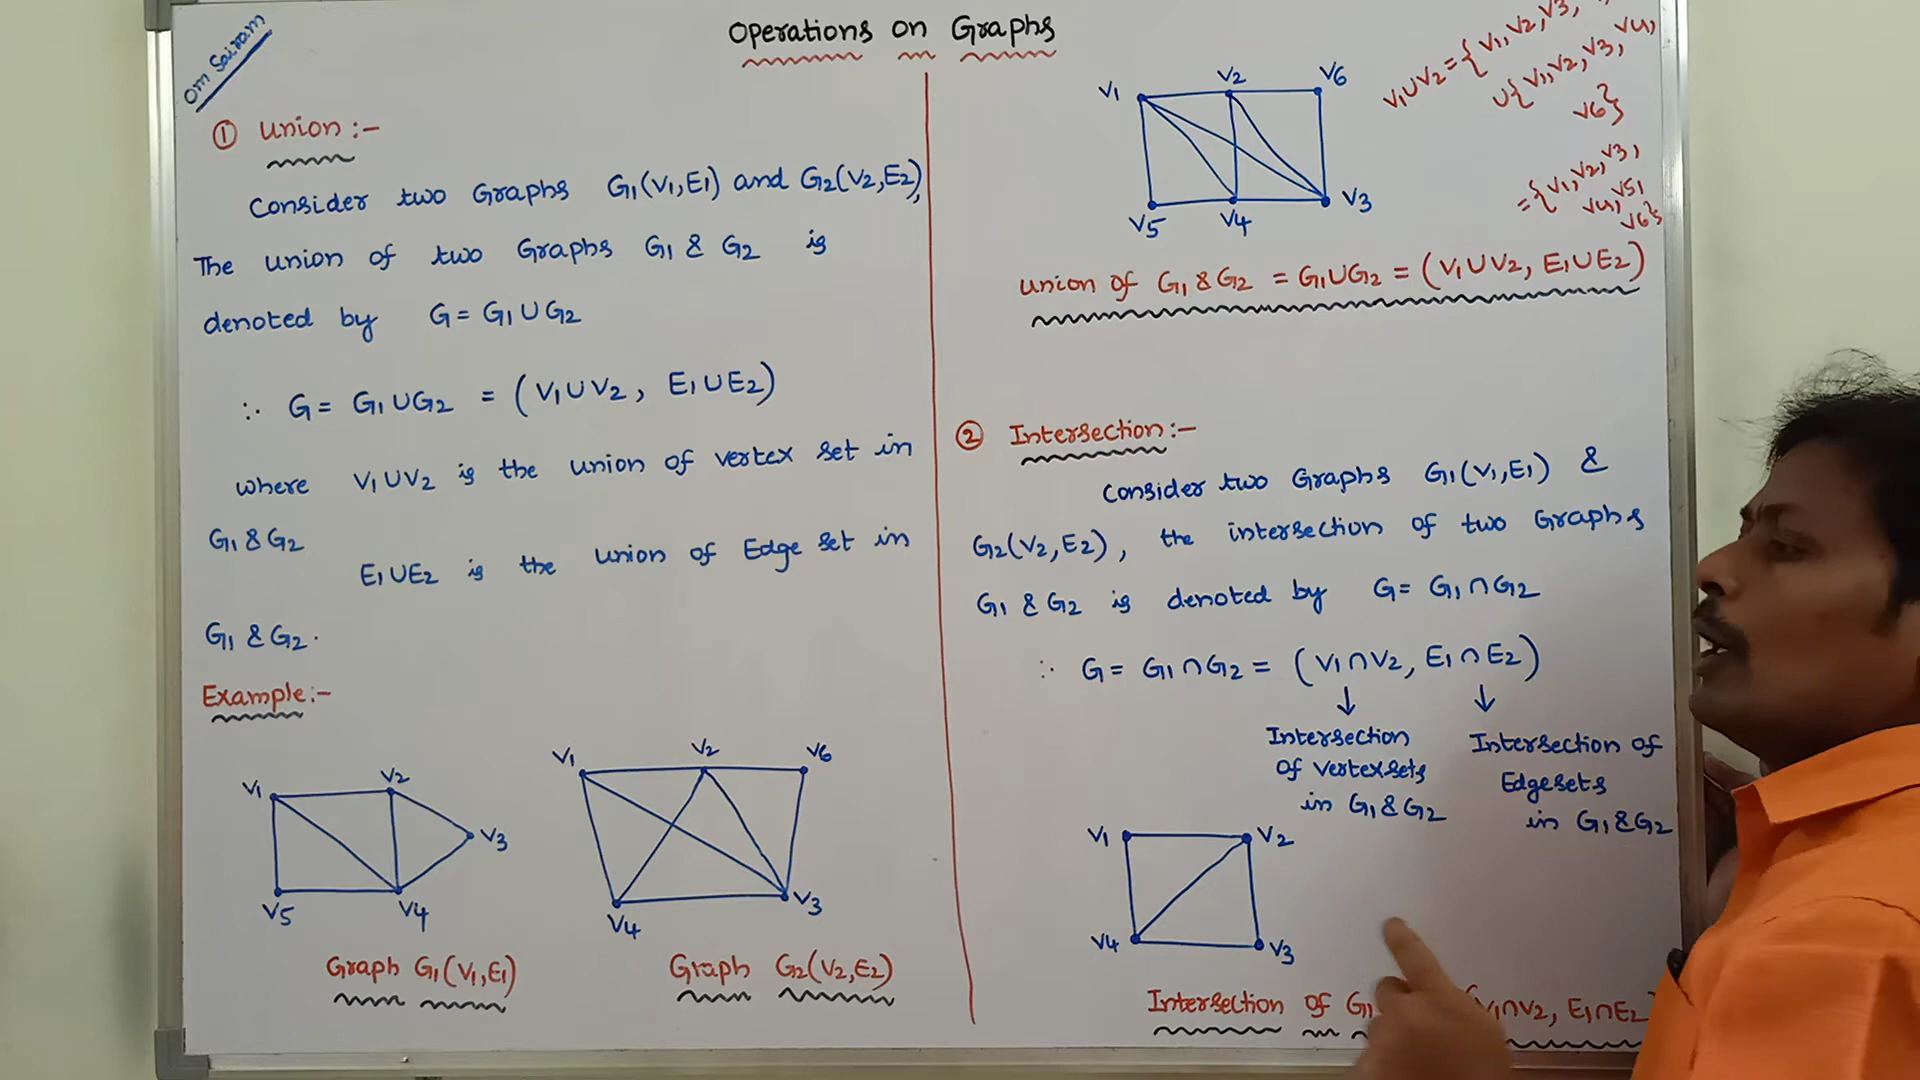 Operations on Graphs
Om Sairam
① Union :-
Consider two Graphs G1(V1,E1) and G2(V2,E2),
The union of two Graphs G1 & G2 is
denoted by G = G1 ∪ G2
∴ G = G1 ∪ G2 = (V1 ∪ V2, E1 ∪ E2)
where V1 ∪ V2 is the union of vertex set in
G1 & G2
E1 ∪ E2 is the union of Edge set in
G1 & G2.
Example:-
V1 V2
V3
V5 V4
Graph G1(V1,E1)
V1 V2 V6
V4 V3
Graph G2(V2,E2)
V1 V2 V6
V5 V4 V3
V1∪V2 = {V1,V2,V3,
∪{V1,V2,V3,V4,
V6}
= {V1,V2,V3,
V4,V5,
V6}
union of G1 & G2 = G1∪G2 = (V1∪V2, E1∪E2)
② Intersection:-
Consider two Graphs G1(V1,E1) &
G2(V2,E2), the intersection of two Graphs
G1 & G2 is denoted by G = G1 ∩ G2
∴ G = G1 ∩ G2 = (V1 ∩ V2, E1 ∩ E2)
↓ ↓
Intersection
of Vertex sets
in G1 & G2
Intersection of
Edge sets
in G1 & G2
V1 V2
V4 V3
Intersection of G1 V1∩V2, E1∩E2